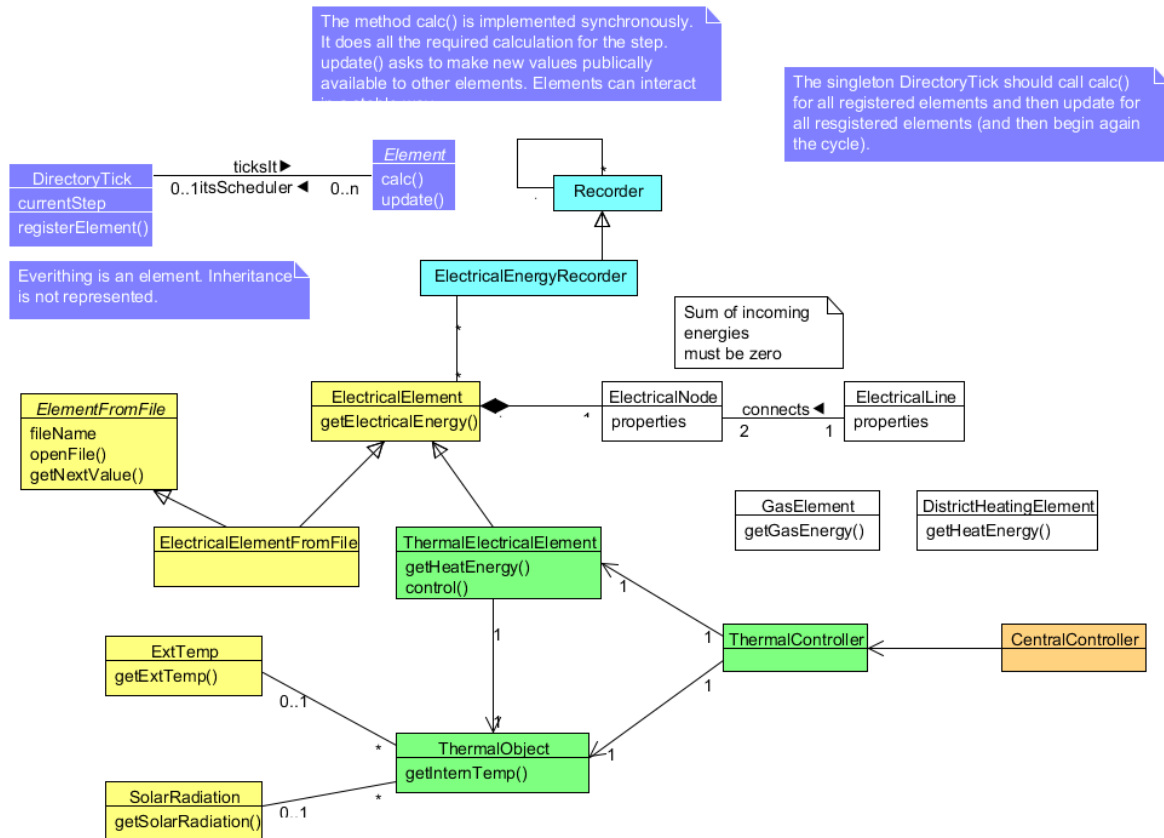 The method calc() is implemented synchronously.
It does all the required calculation for the step.
update() asks to make new values publically
available to other elements. Elements can interact
The singleton DirectoryTick should call calc()
for all registered elements and then update for
all resgistered elements (and then begin again
the cycle).
DirectoryTick
currentStep
registerElement()
ticksIt
0..1 itsScheduler
0..n
Element
calc()
update()
*
Recorder
.
Everithing is an element. Inheritance
is not represented.
ElectricalEnergyRecorder
*
*
Sum of incoming
energies
must be zero
ElementFromFile
fileName
openFile()
getNextValue()
ElectricalElement
getElectricalEnergy()
.
*
ElectricalNode
properties
connects
2
1
ElectricalLine
properties
GasElement
getGasEnergy()
DistrictHeatingElement
getHeatEnergy()
ElectricalElementFromFile
ThermalElectricalElement
getHeatEnergy()
control()
1
1
1
1
ThermalController
CentralController
1
ExtTemp
getExtTemp()
0..1
*
1
1
ThermalObject
getInternTemp()
SolarRadiation
getSolarRadiation()
0..1
*